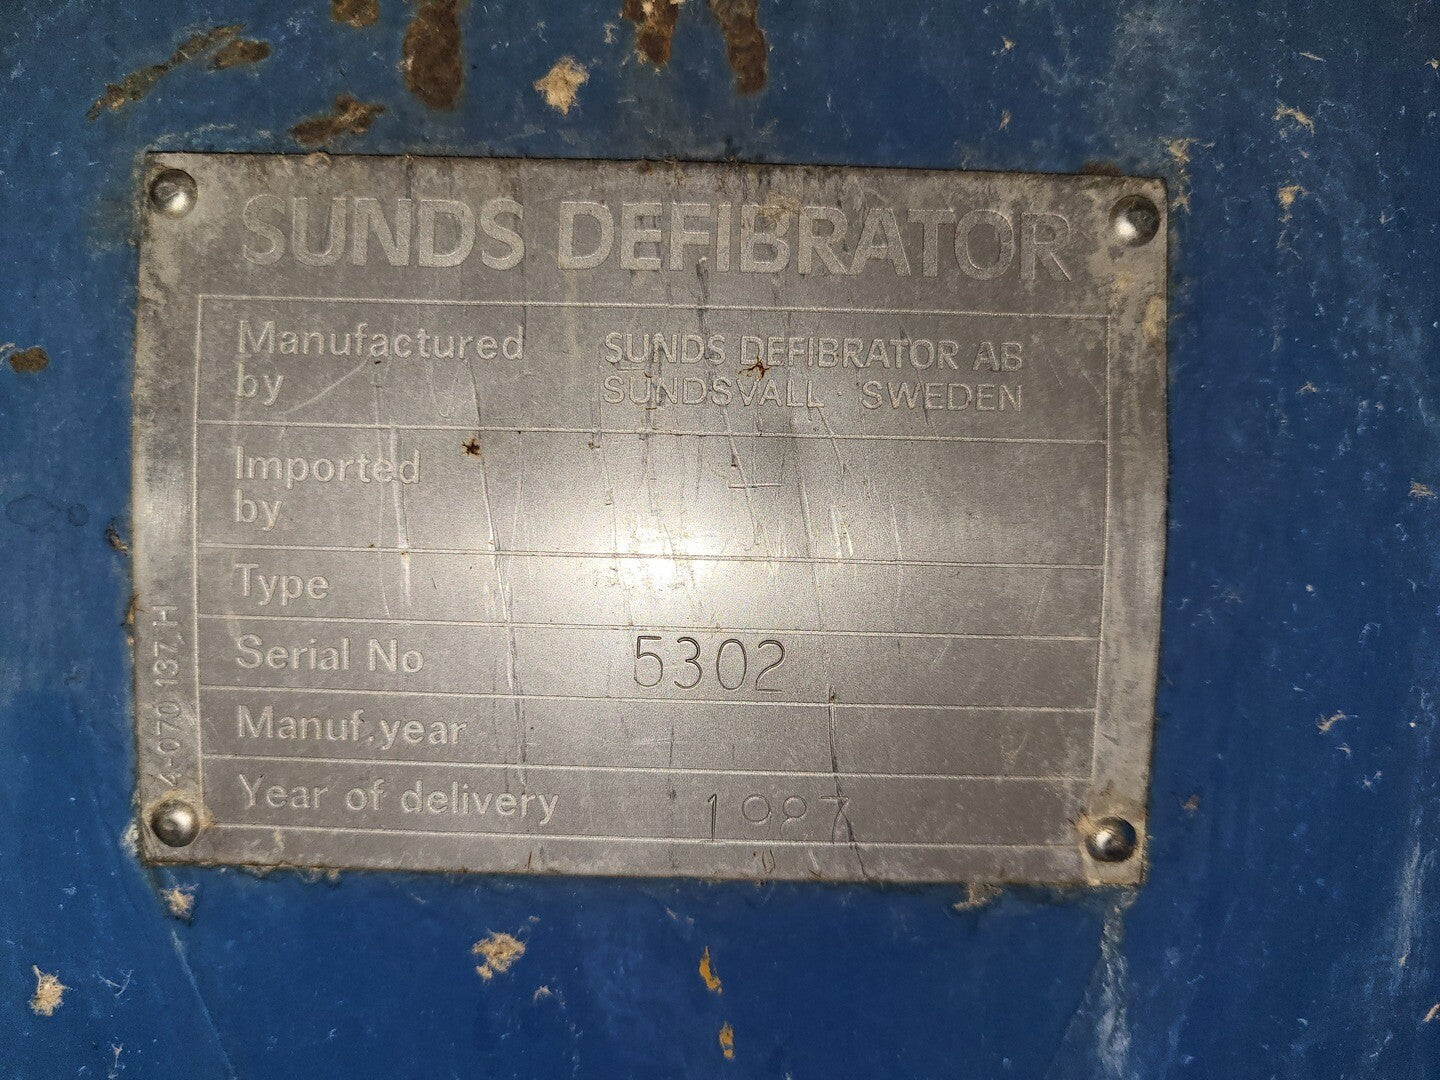 SUNDS DEFIBRATOR
Manufactured by
SUNDS DEFIBRATOR AB
SUNDSVALL SWEDEN
Imported by
—
Type
Serial No 5302
Manuf.year
Year of delivery 1987
4-070 137.H